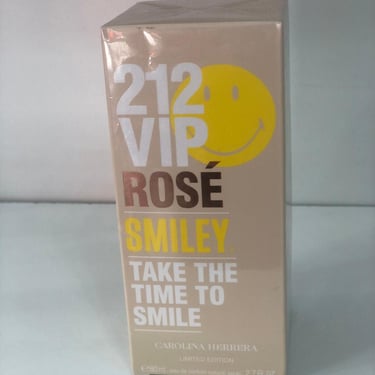 212
VIP
ROSÉ
SMILEY
TAKE THE
TIME TO
SMILE
CAROLINA HERRERA
LIMITED EDITION